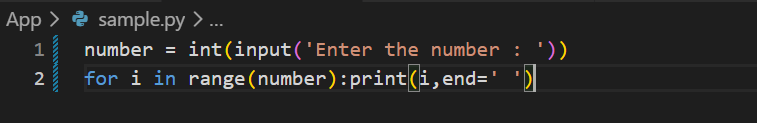 App > sample.py > ...
1 number = int(input('Enter the number : '))
2 for i in range(number):print(i,end=' ')